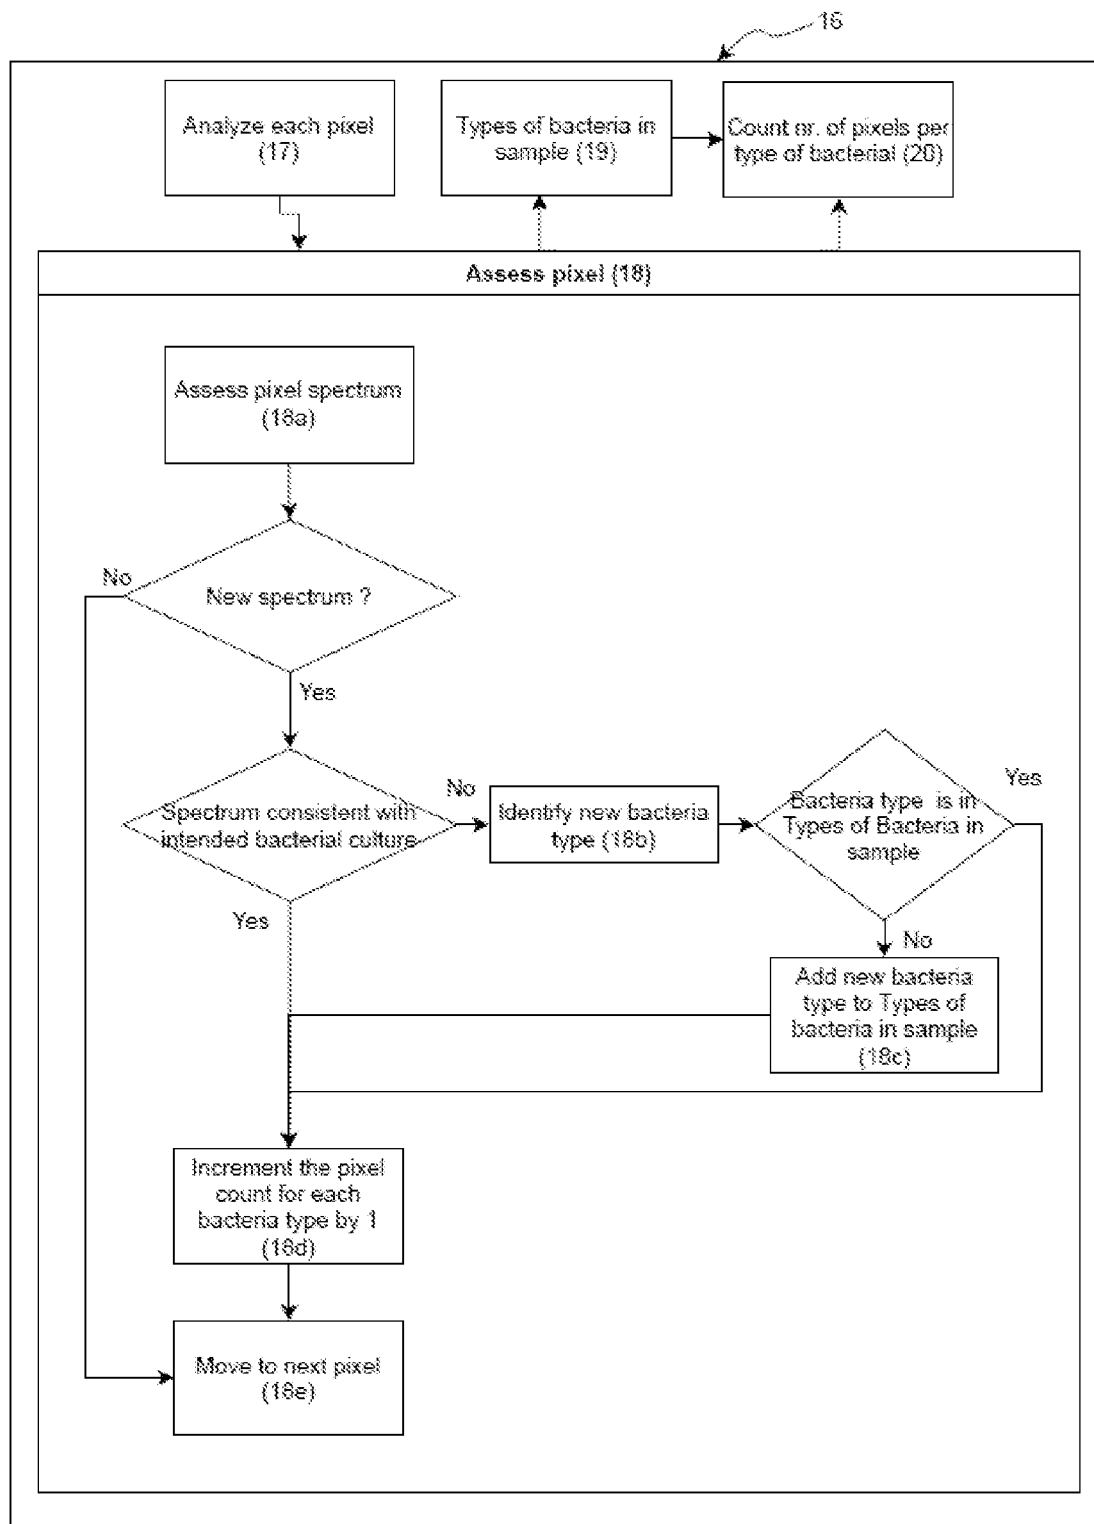 16
Analyze each pixel
(17)
Types of bacteria in
sample (19)
Count nr. of pixels per
type of bacterial (20)
Assess pixel (18)
Assess pixel spectrum
(18a)
No
New spectrum ?
Yes
Spectrum consistent with
intended bacterial culture
No
Identify new bacteria
type (18b)
Bacteria type is in
Types of Bacteria in
sample
Yes
Yes
No
Add new bacteria
type to Types of
bacteria in sample
(18c)
Increment the pixel
count for each
bacteria type by 1
(18d)
Move to next pixel
(18e)